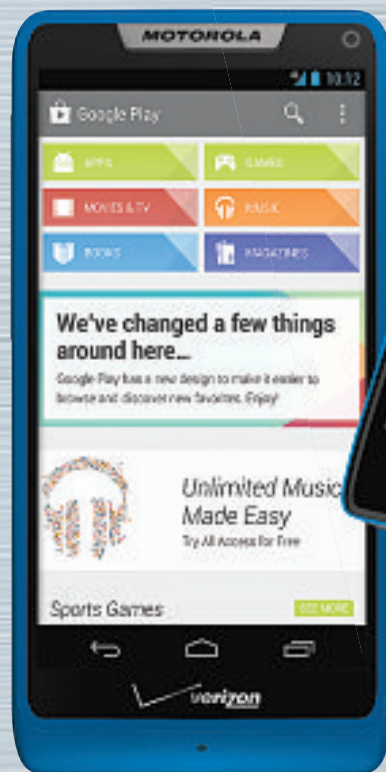 MOTOROLA
10:12
Google Play
APPS
GAMES
MOVIES & TV
MUSIC
BOOKS
MAGAZINES
We've changed a few things
around here...
Google Play has a new design to make it easier to
browse and discover new favorites. Enjoy!
Unlimited Music
Made Easy
Try All Access for Free
Sports Games
SEE MORE
verizon